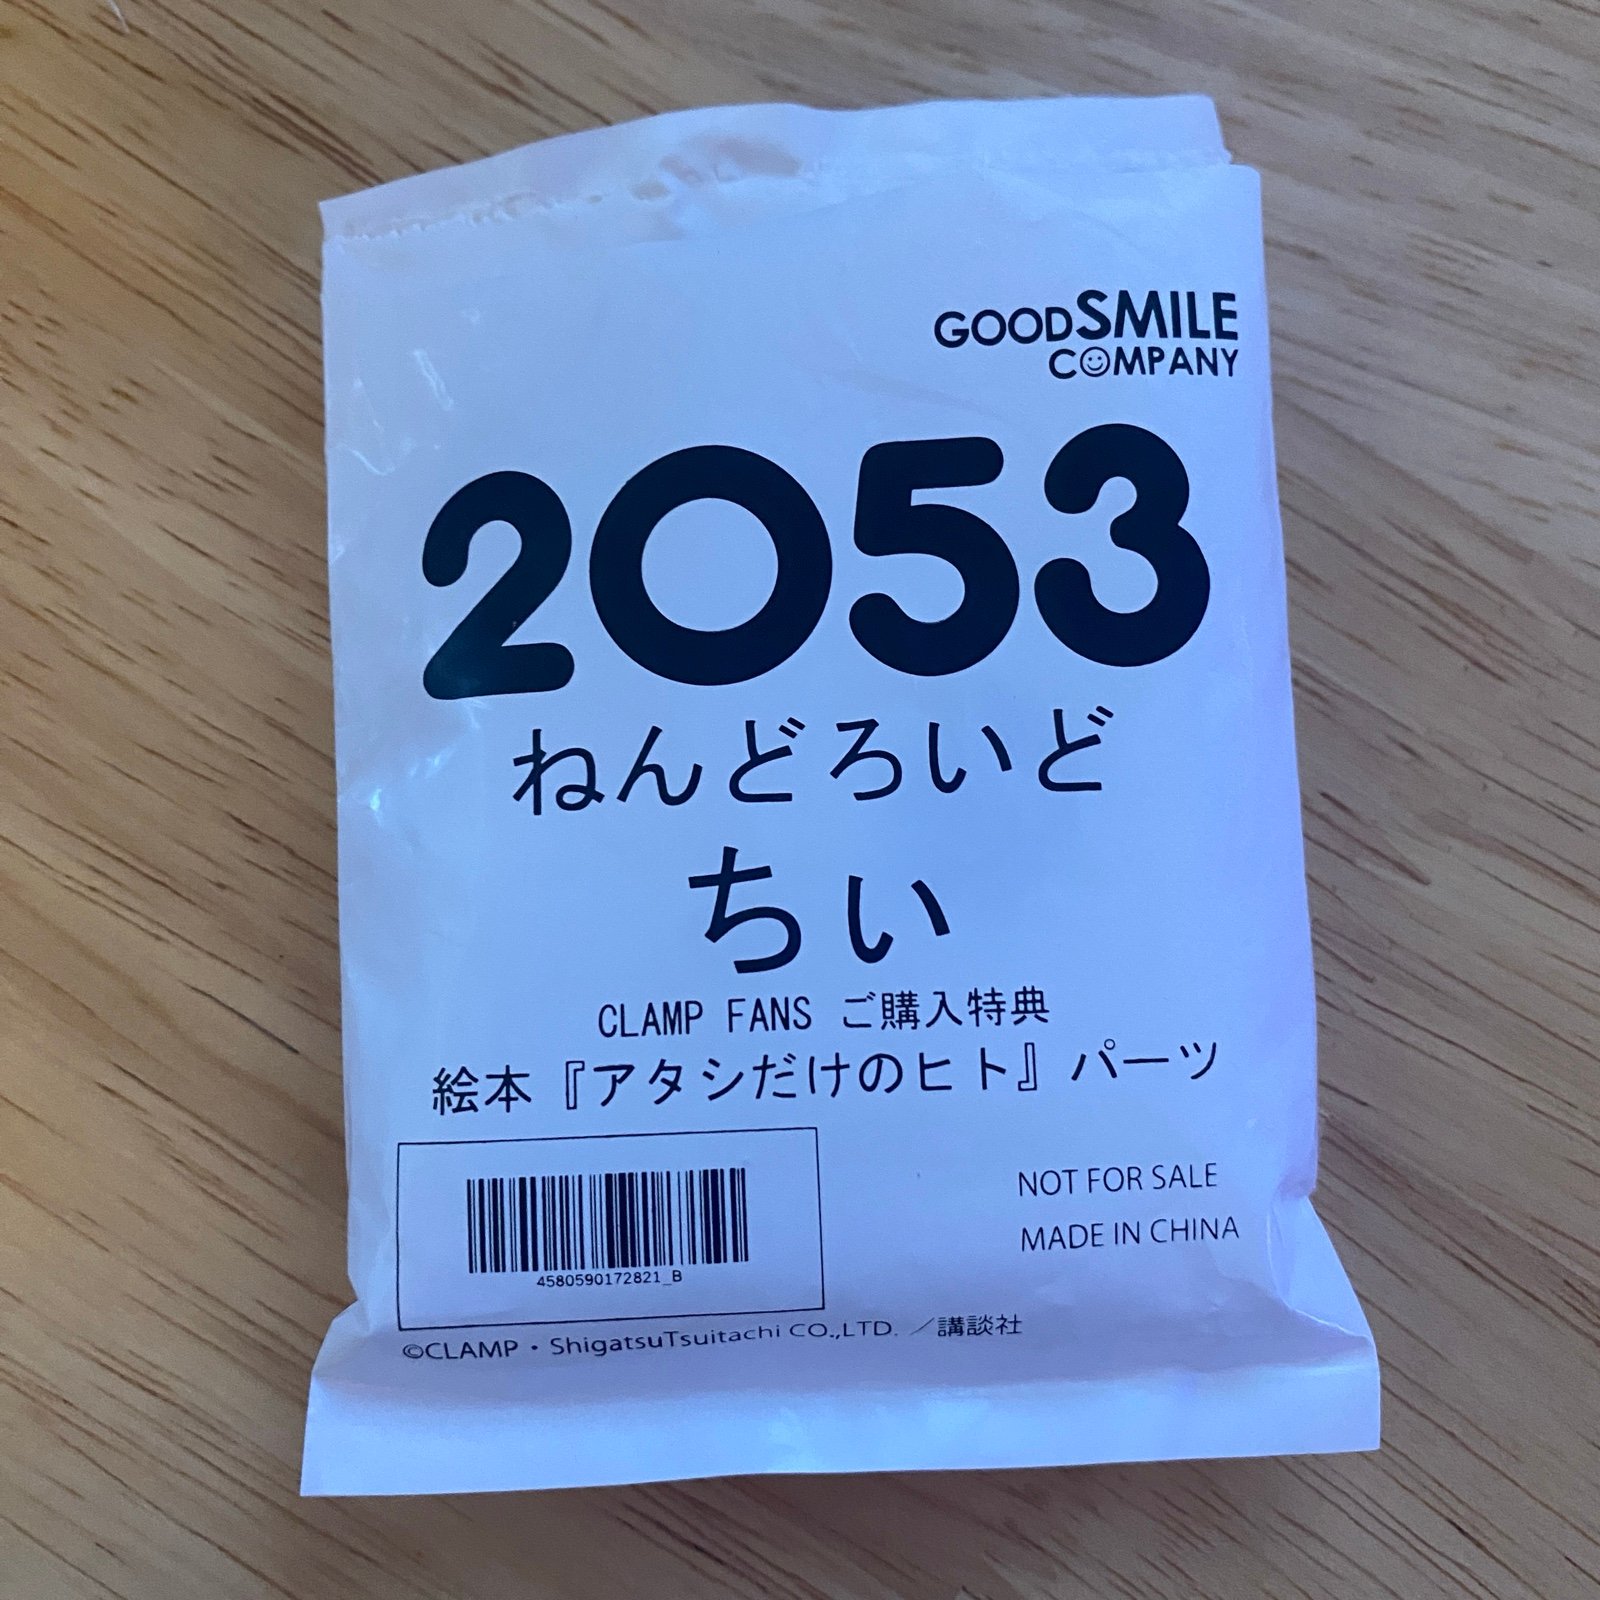 GOODSMILE
COMPANY
2053
ねんどろいど
ちぃ
CLAMP FANS ご購入特典
絵本『アタシだけのヒト』パーツ
NOT FOR SALE
MADE IN CHINA
4580590172821_B
©CLAMP・ShigatsuTsuitachi CO.,LTD.／講談社